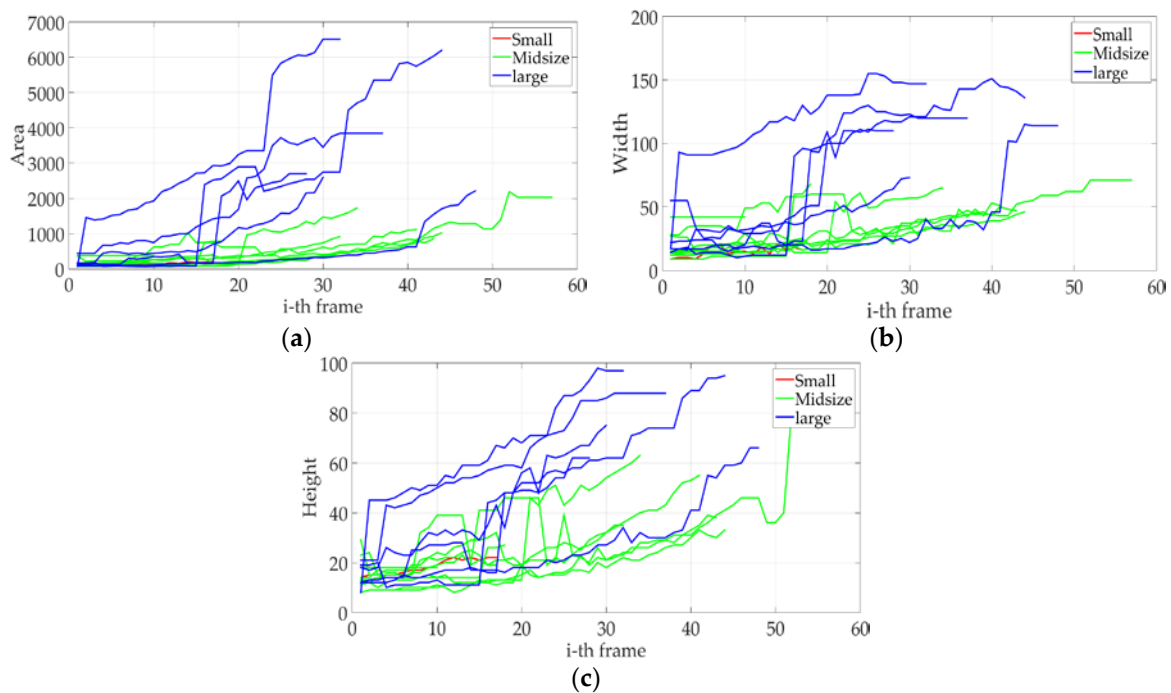 7000
6000
5000
4000
3000
2000
1000
0
Area
0 10 20 30 40 50 60
i-th frame
Small
Midsize
large
(a)
200
150
100
50
0
Width
0 10 20 30 40 50 60
i-th frame
Small
Midsize
large
(b)
100
80
60
40
20
0
Height
0 10 20 30 40 50 60
i-th frame
Small
Midsize
large
(c)